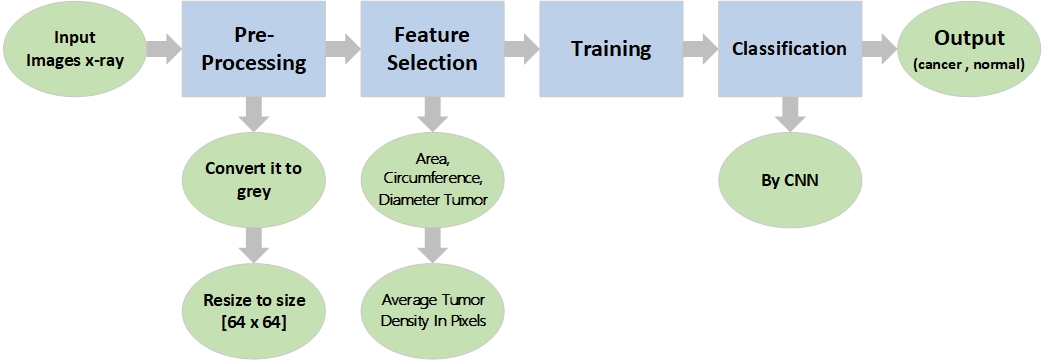 Input
Images x-ray
Pre-
Processing
Feature
Selection
Training
Classification
Output
(cancer , normal)
Convert it to
grey
Area,
Circumference,
Diameter Tumor
By CNN
Resize to size
[64 x 64]
Average Tumor
Density In Pixels